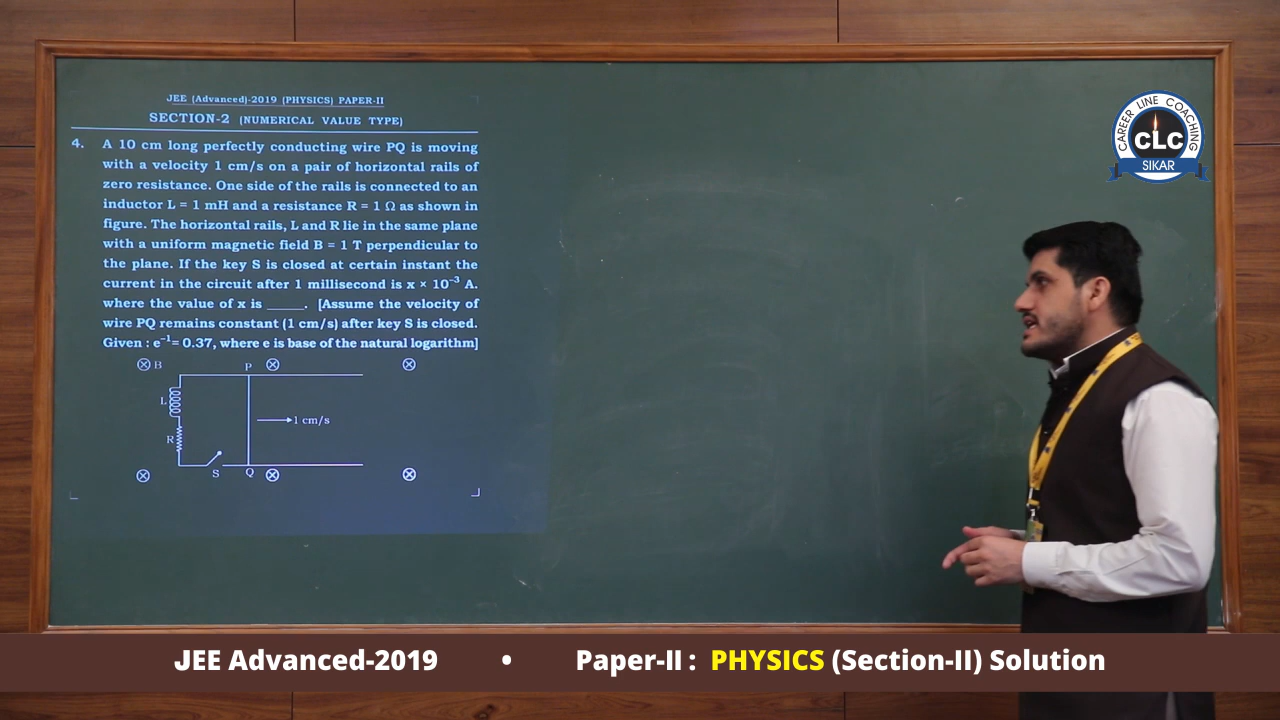 JEE (Advanced)-2019 (PHYSICS) PAPER-II
SECTION-2 (NUMERICAL VALUE TYPE)
4. A 10 cm long perfectly conducting wire PQ is moving
with a velocity 1 cm/s on a pair of horizontal rails of
zero resistance. One side of the rails is connected to an
inductor L = 1 mH and a resistance R = 1 Ω as shown in
figure. The horizontal rails, L and R lie in the same plane
with a uniform magnetic field B = 1 T perpendicular to
the plane. If the key S is closed at certain instant the
current in the circuit after 1 millisecond is x × 10⁻³ A.
where the value of x is _____. [Assume the velocity of
wire PQ remains constant (1 cm/s) after key S is closed.
Given : e⁻¹= 0.37, where e is base of the natural logarithm]
B P
L
1 cm/s
R
S Q
CAREER LINE COACHING
CLC
SIKAR
JEE Advanced-2019 • Paper-II : PHYSICS (Section-II) Solution